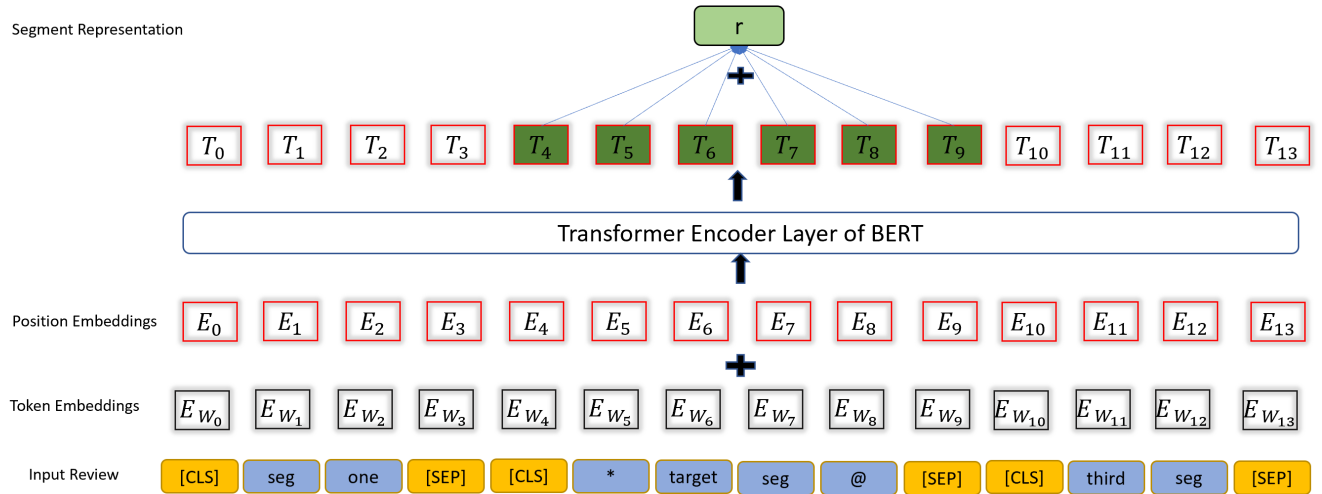 Segment Representation r
T0 T1 T2 T3 T4 T5 T6 T7 T8 T9 T10 T11 T12 T13
Transformer Encoder Layer of BERT
Position Embeddings E0 E1 E2 E3 E4 E5 E6 E7 E8 E9 E10 E11 E12 E13
Token Embeddings EW0 EW1 EW2 EW3 EW4 EW5 EW6 EW7 EW8 EW9 EW10 EW11 EW12 EW13
Input Review [CLS] seg one [SEP] [CLS] * target seg @ [SEP] [CLS] third seg [SEP]